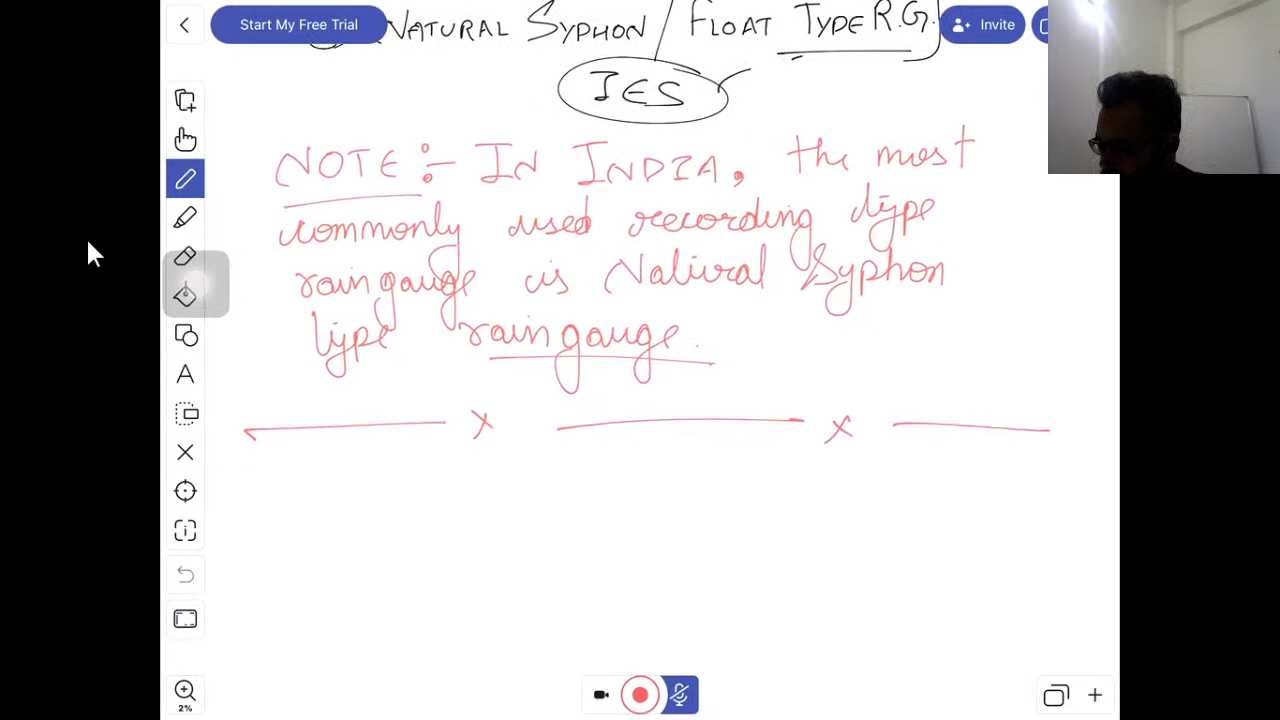 Start My Free Trial
NATURAL SYPHON / FLOAT TYPE R.G.]
Invite
IES
NOTE :- IN INDIA, the most
commonly used recording type
raingauge is Natural Syphon
type raingauge.
x x
A
2%